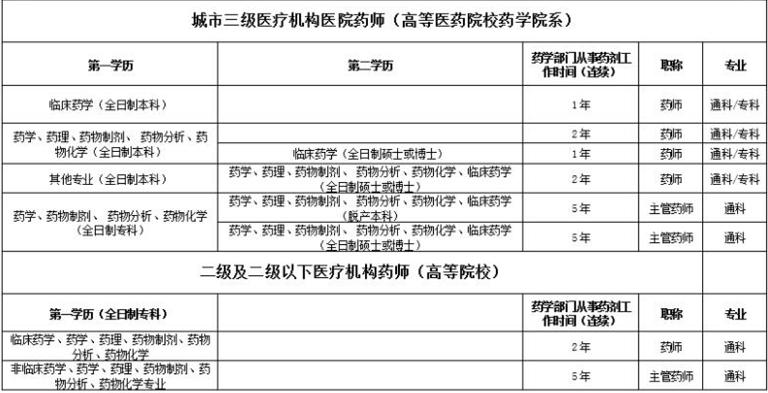 城市三级医疗机构医院药师（高等医药院校药学院系）
第一学历 第二学历 药学部门从事药剂工
作时间（连续） 职称 专业
临床药学（全日制本科） 1年 药师 通科/专科
药学、药理、药物制剂、 药物分析、药
物化学（全日制本科） 2年 药师 通科/专科
临床药学（全日制硕士或博士） 1年 药师 通科/专科
其他专业（全日制本科） 药学、药理、药物制剂、 药物分析、药物化学、临床药学
（全日制硕士或博士） 2年 药师 通科/专科
药学、药物制剂、 药物分析、药物化学
（全日制专科） 药学、药理、药物制剂、 药物分析、药物化学、临床药学
（脱产本科） 5年 主管药师 通科
药学、药理、药物制剂、 药物分析、药物化学、临床药学
（全日制硕士或博士） 5年 主管药师 通科
二级及二级以下医疗机构药师（高等院校）
第一学历（全日制专科） 药学部门从事药剂工
作时间（连续） 职称 专业
临床药学、药学、药理、药物制剂、药物
分析、药物化学 2年 药师 通科
非临床药学、药学、药理、药物制剂、药
物分析、药物化学专业 5年 主管药师 通科